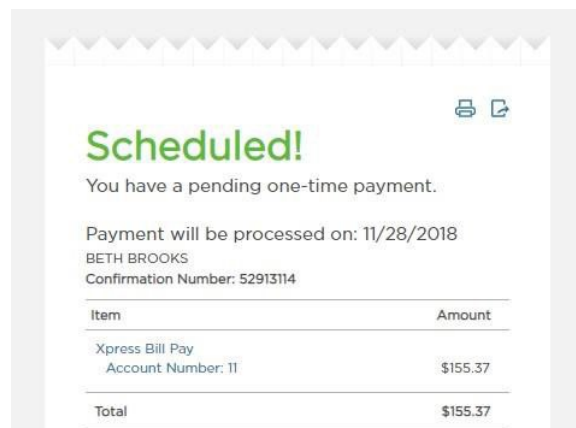 Scheduled!
You have a pending one-time payment.
Payment will be processed on: 11/28/2018
BETH BROOKS
Confirmation Number: 52913114
Item Amount
Xpress Bill Pay
Account Number: 11 $155.37
Total $155.37